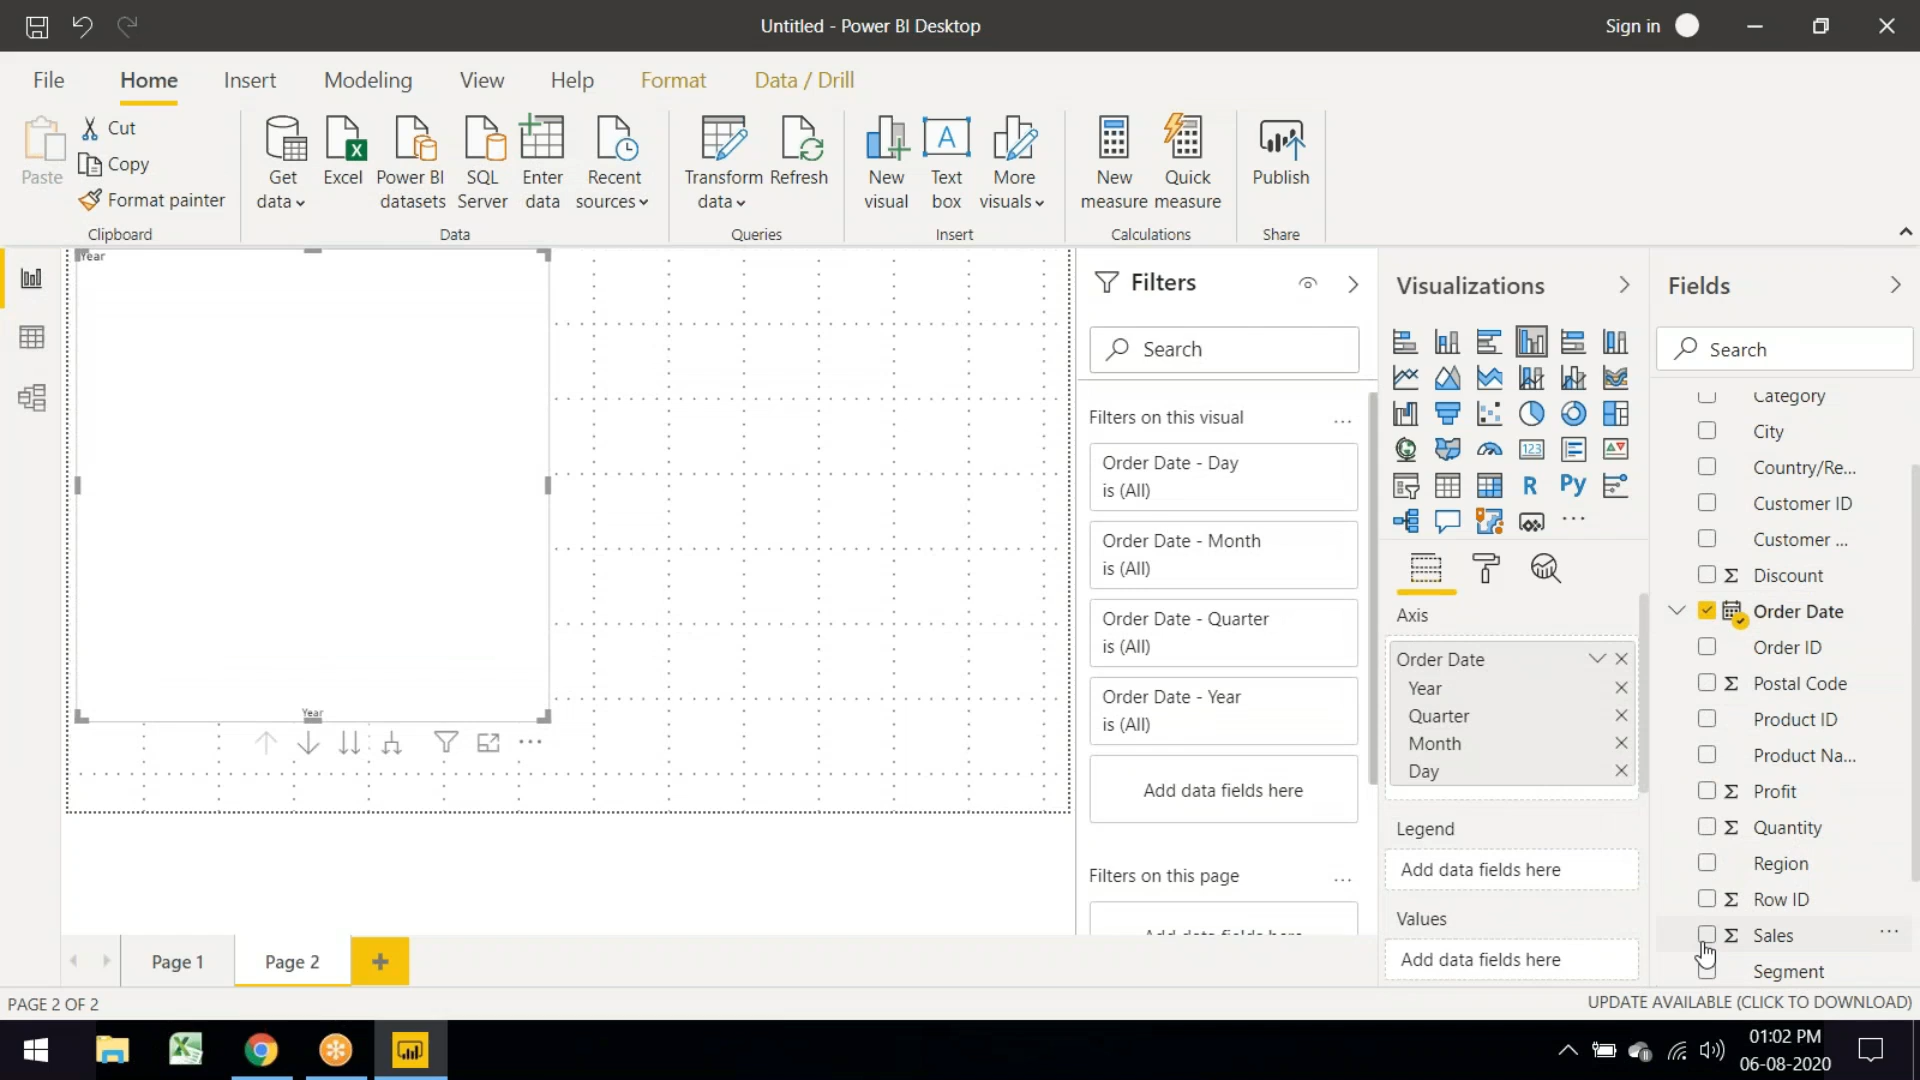 Untitled - Power BI Desktop
Sign in
File
Home
Insert
Modeling
View
Help
Format
Data / Drill
Paste
Cut
Copy
Format painter
Clipboard
Get
data
Excel
Power BI
datasets
SQL
Server
Enter
data
Recent
sources
Data
Transform
data
Refresh
Queries
New
visual
A
Text
box
More
visuals
Insert
New
measure
Quick
measure
Calculations
Publish
Share
Year
Year
Filters
Search
Filters on this visual
...
Order Date - Day
is (All)
Order Date - Month
is (All)
Order Date - Quarter
is (All)
Order Date - Year
is (All)
Add data fields here
Filters on this page
...
Add data fields here
Visualizations
123
R
Py
...
Axis
Order Date
Year
Quarter
Month
Day
Legend
Add data fields here
Values
Add data fields here
Fields
Search
Category
City
Country/Re...
Customer ID
Customer ...
Σ Discount
Order Date
Order ID
Σ Postal Code
Product ID
Product Na...
Σ Profit
Σ Quantity
Region
Σ Row ID
Σ Sales
...
Segment
Page 1
Page 2
+
PAGE 2 OF 2
UPDATE AVAILABLE (CLICK TO DOWNLOAD)
01:02 PM
06-08-2020